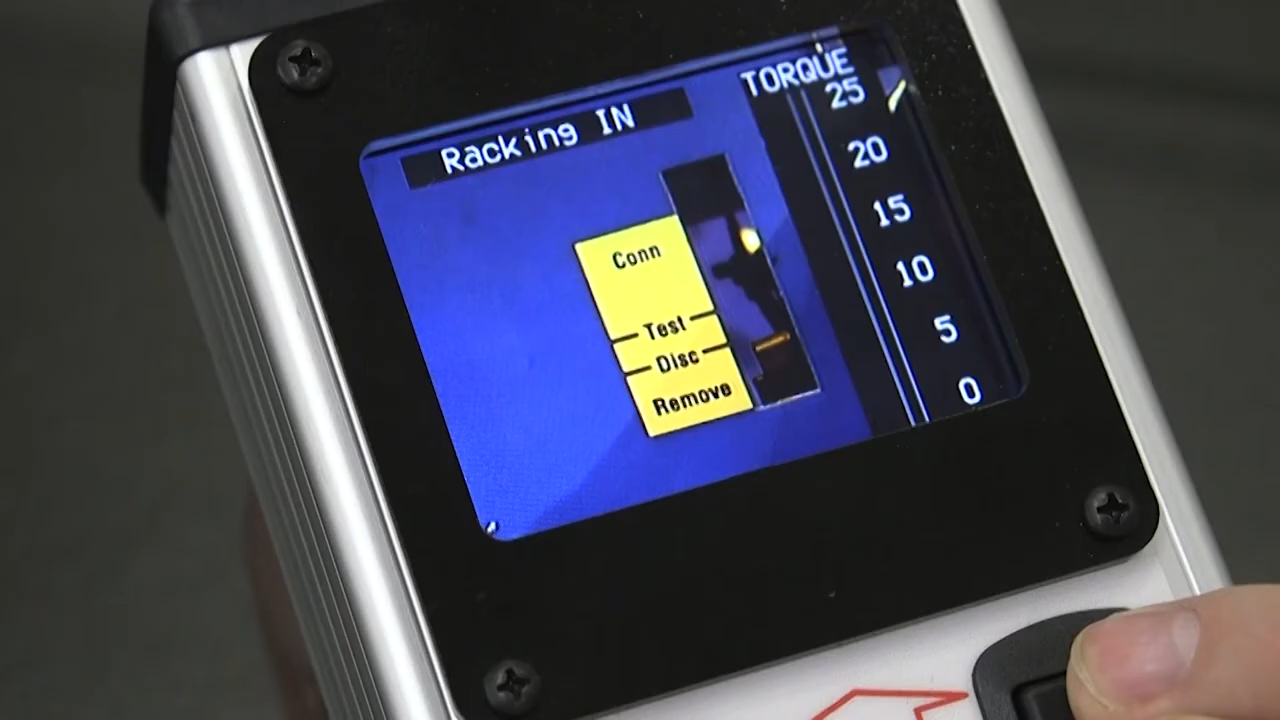 Racking IN
TORQUE
25
20
15
10
5
0
Conn
Test
Disc
Remove